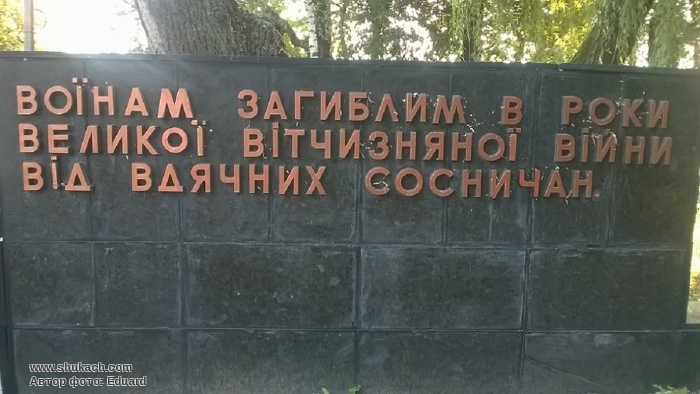 ВОЇНАМ ЗАГИБЛИМ В РОКИ
ВЕЛИКОЇ ВІТЧИЗНЯНОЇ ВІЙНИ
ВІД ВДЯЧНИХ СОСНИЧАН.
www.shukach.com
Автор фото: Eduard